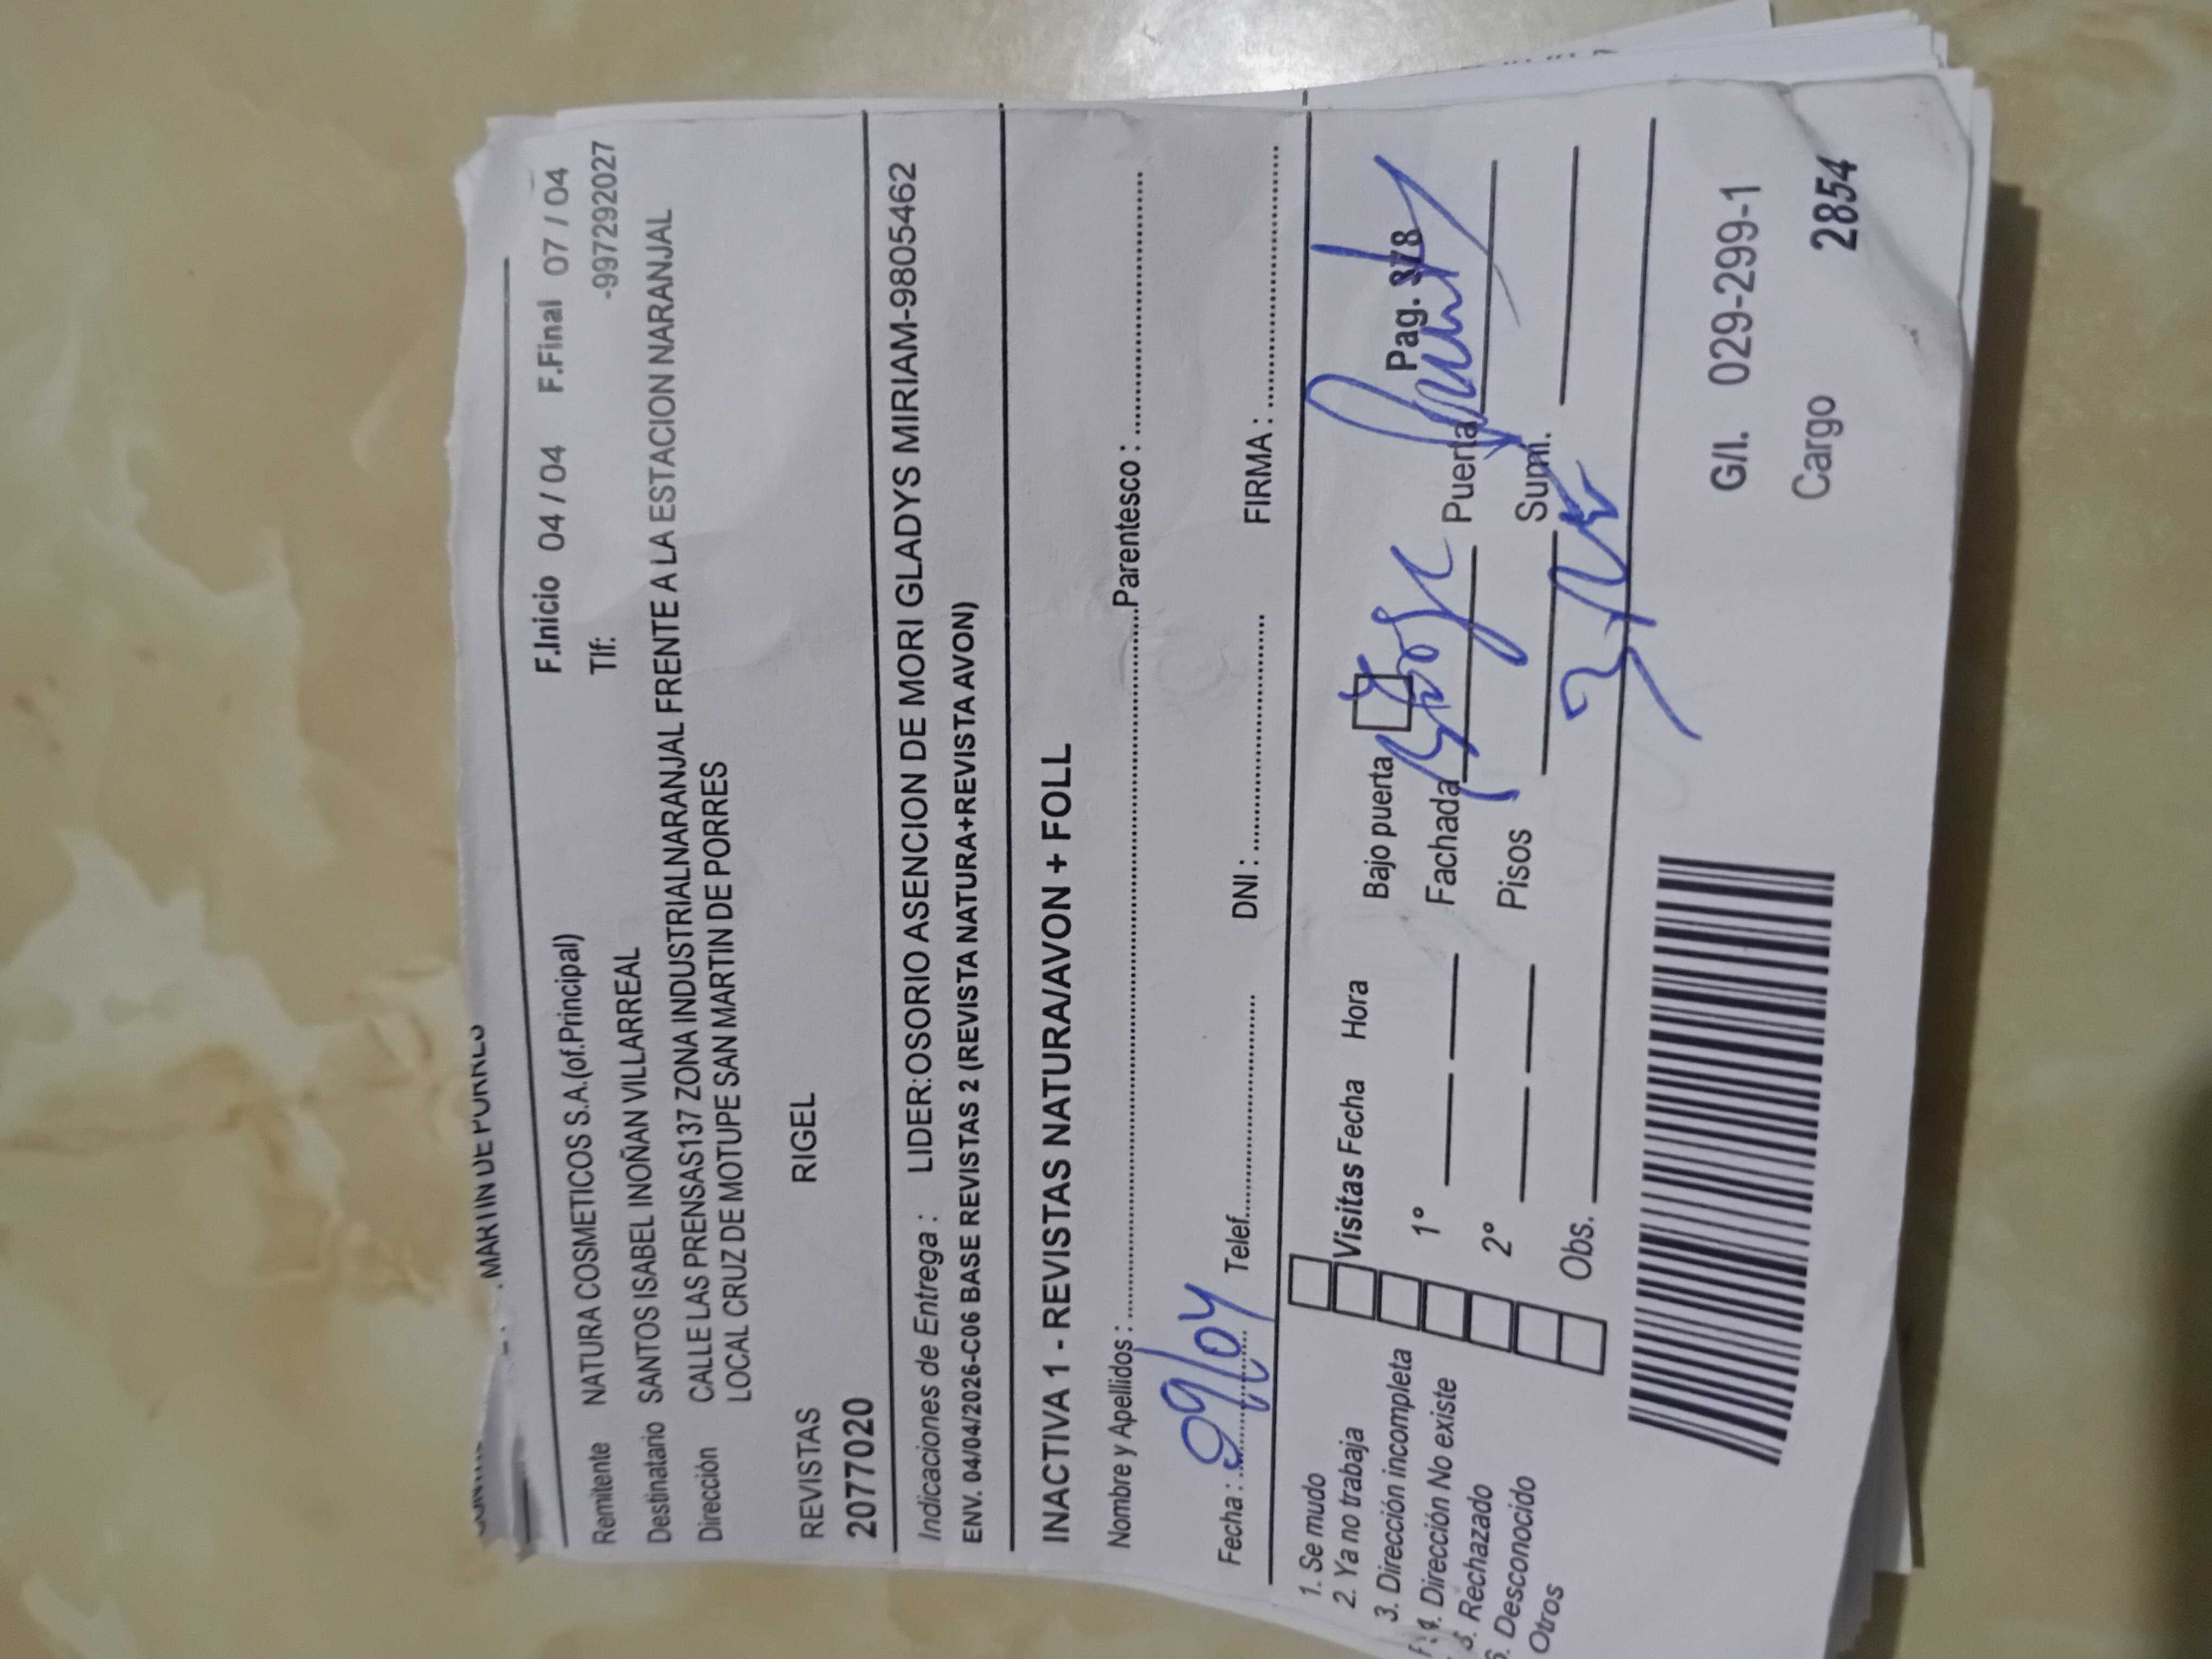 MARTIN DE PORRES
F.Inicio 04 / 04 F.Final 07 / 04
Remitente NATURA COSMETICOS S.A.(of.Principal) Tlf: -997292027
Destinatario SANTOS ISABEL INOÑAN VILLARREAL
Dirección CALLE LAS PRENSAS137 ZONA INDUSTRIALNARANJAL FRENTE A LA ESTACION NARANJAL
LOCAL CRUZ DE MOTUPE SAN MARTIN DE PORRES
REVISTAS RIGEL
2077020
Indicaciones de Entrega : LIDER:OSORIO ASENCION DE MORI GLADYS MIRIAM-9805462
ENV. 04/04/2026-C06 BASE REVISTAS 2 (REVISTA NATURA+REVISTA AVON)
INACTIVA 1 - REVISTAS NATURA/AVON + FOLL
Nombre y Apellidos : Parentesco :
Fecha : 09/04 Telef. DNI : FIRMA :
1. Se mudo
2. Ya no trabaja
3. Dirección incompleta
4. Dirección No existe
5. Rechazado
6. Desconocido
Otros
Visitas Fecha Hora Bajo puerta Pag. 378
1° Fachada Puerta
2° Pisos Sumi.
Obs.
G/I. 029-299-1
Cargo 2854